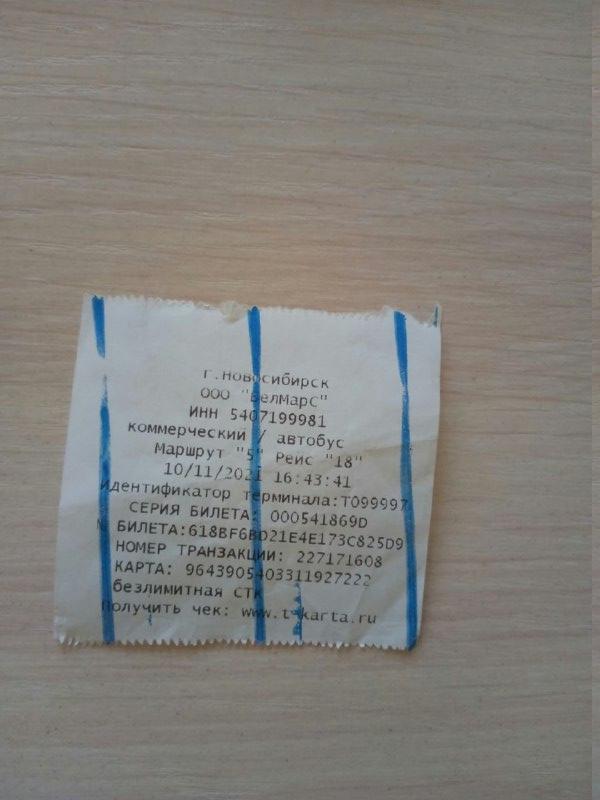 г.Новосибирск
ООО "БелМарС"
ИНН 5407199981
коммерческий / автобус
Маршрут "5" Рейс "18"
10/11/2021 16:43:41
Идентификатор терминала:Т099997
СЕРИЯ БИЛЕТА: 000541869D
№ БИЛЕТА:618BF6BD21E4E173C825D9
НОМЕР ТРАНЗАКЦИИ: 227171608
КАРТА: 9643905403311927222
безлимитная СТК
Получить чек: www.t-karta.ru